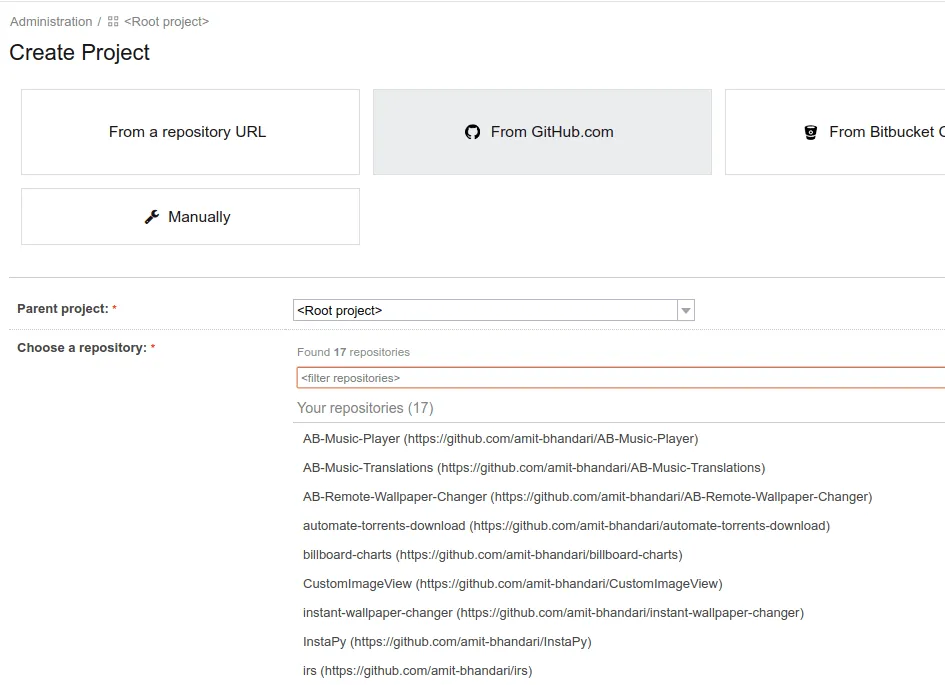 Administration / <Root project>
Create Project
From a repository URL
From GitHub.com
From Bitbucket C
Manually
Parent project: *
<Root project>
Choose a repository: *
Found 17 repositories
<filter repositories>
Your repositories (17)
AB-Music-Player (https://github.com/amit-bhandari/AB-Music-Player)
AB-Music-Translations (https://github.com/amit-bhandari/AB-Music-Translations)
AB-Remote-Wallpaper-Changer (https://github.com/amit-bhandari/AB-Remote-Wallpaper-Changer)
automate-torrents-download (https://github.com/amit-bhandari/automate-torrents-download)
billboard-charts (https://github.com/amit-bhandari/billboard-charts)
CustomImageView (https://github.com/amit-bhandari/CustomImageView)
instant-wallpaper-changer (https://github.com/amit-bhandari/instant-wallpaper-changer)
InstaPy (https://github.com/amit-bhandari/InstaPy)
irs (https://github.com/amit-bhandari/irs)